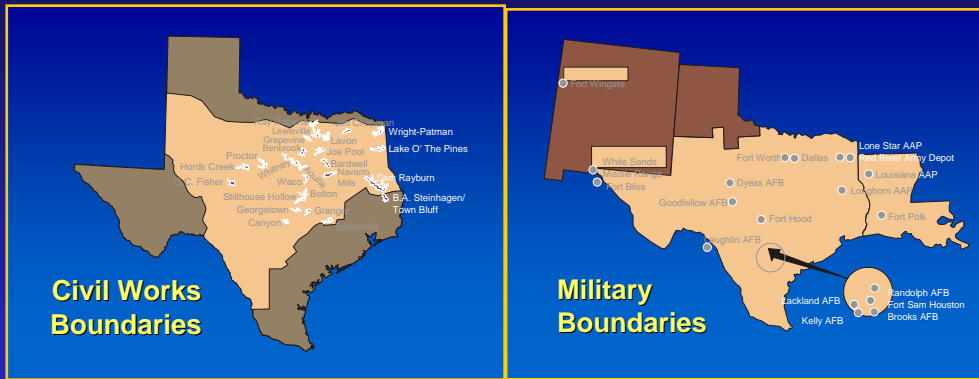 Wright-Patman
Lewisville
Grapevine
Lavon
Lake O' The Pines
Benbrook
Joe Pool
Proctor
Bardwell
Hords Creek
Whitney
Aquilla
Navarro
Mills
Sam Rayburn
O.C. Fisher
Waco
Belton
Stillhouse Hollow
B.A. Steinhagen/
Town Bluff
Georgetown
Granger
Canyon
Somerville
Civil Works
Boundaries
Fort Wingate
Lone Star AAP
Fort Worth
Dallas
Red River Army Depot
White Sands
Missile Range
Louisiana AAP
Fort Bliss
Dyess AFB
Longhorn AAP
Goodfellow AFB
Fort Hood
Fort Polk
Laughlin AFB
Military
Boundaries
Randolph AFB
Lackland AFB
Fort Sam Houston
Kelly AFB
Brooks AFB